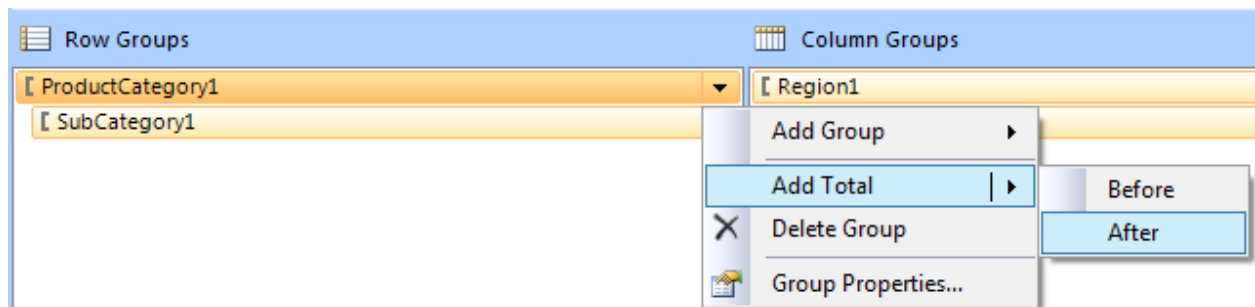 Row Groups
Column Groups
[ ProductCategory1
[ Region1
[ SubCategory1
Add Group
Add Total
Before
Delete Group
After
Group Properties...